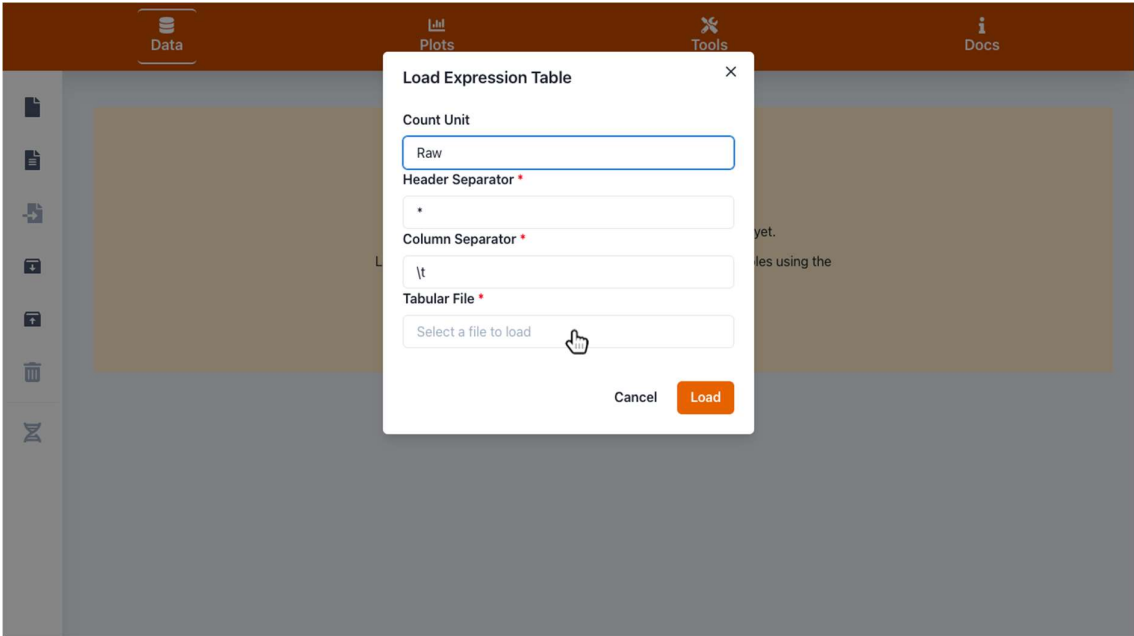 Data
Plots
Tools
Docs
Load Expression Table
Count Unit
Raw
Header Separator *
*
yet.
Column Separator *
L
les using the
\t
Tabular File *
Select a file to load
Cancel
Load